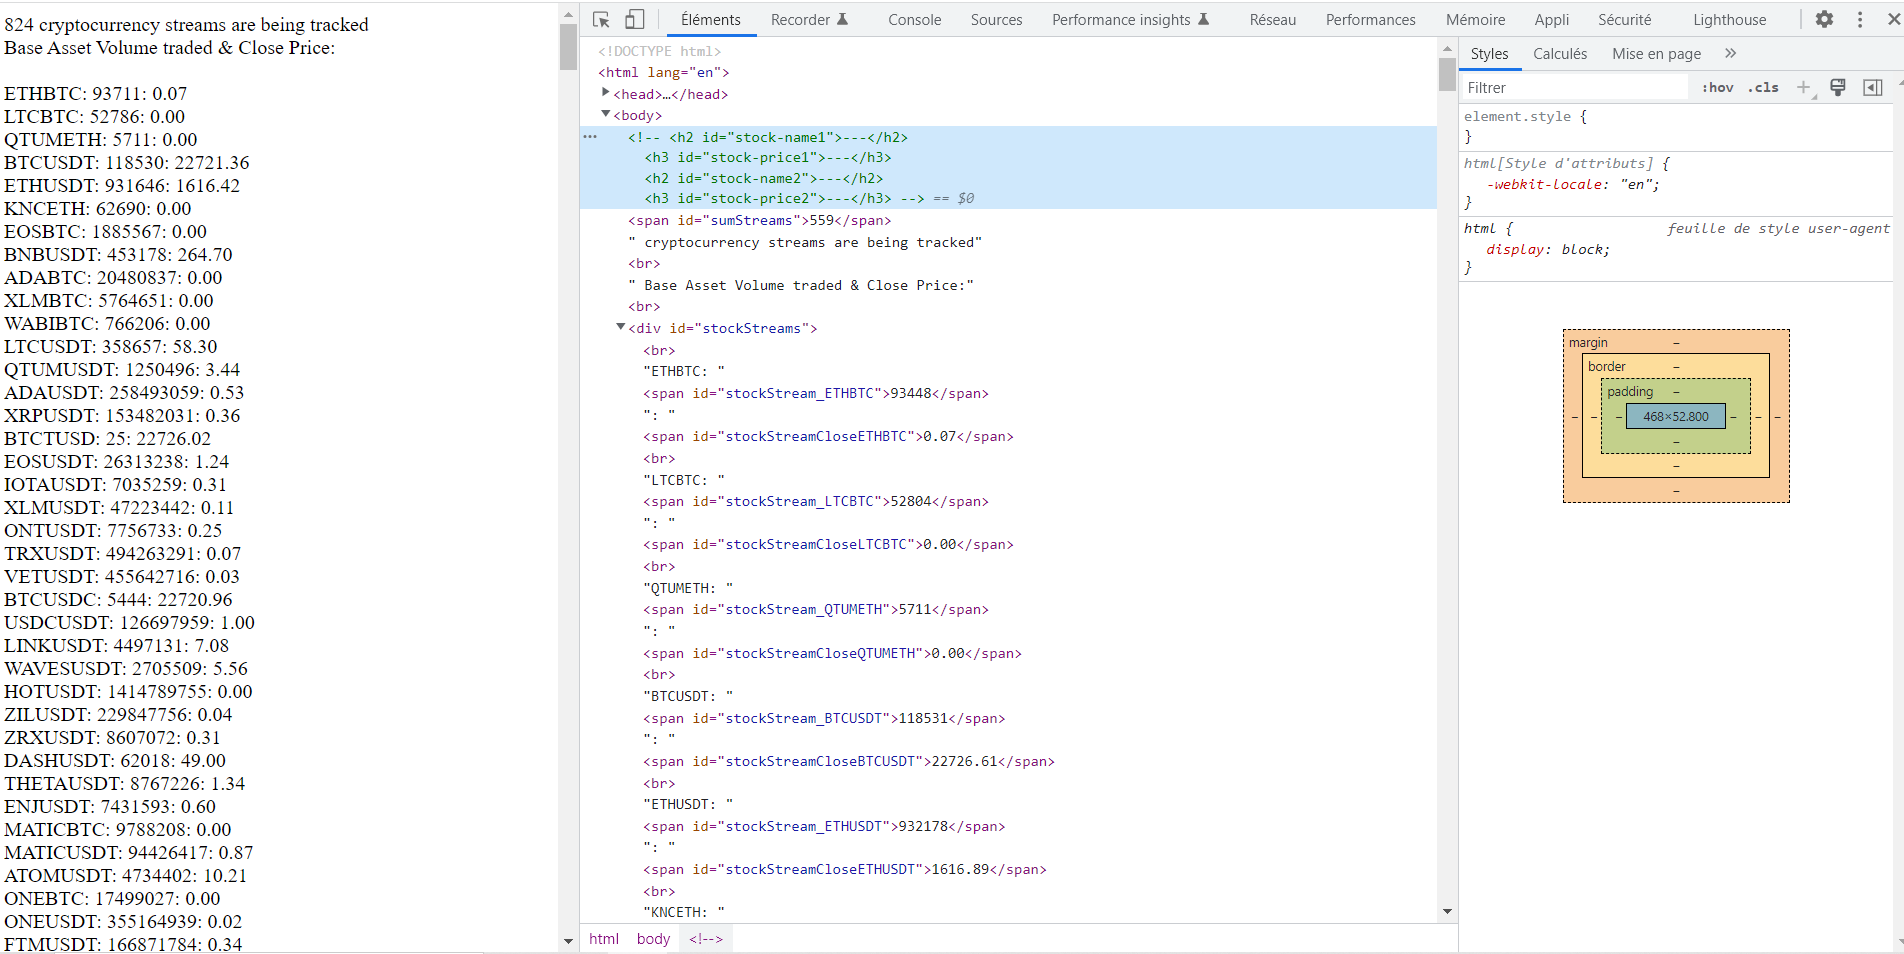 824 cryptocurrency streams are being tracked
Base Asset Volume traded & Close Price:
ETHBTC: 93711: 0.07
LTCBTC: 52786: 0.00
QTUMETH: 5711: 0.00
BTCUSDT: 118530: 22721.36
ETHUSDT: 931646: 1616.42
KNCETH: 62690: 0.00
EOSBTC: 1885567: 0.00
BNBUSDT: 453178: 264.70
ADABTC: 20480837: 0.00
XLMBTC: 5764651: 0.00
WABIBTC: 766206: 0.00
LTCUSDT: 358657: 58.30
QTUMUSDT: 1250496: 3.44
ADAUSDT: 258493059: 0.53
XRPUSDT: 153482031: 0.36
BTCTUSD: 25: 22726.02
EOSUSDT: 26313238: 1.24
IOTAUSDT: 7035259: 0.31
XLMUSDT: 47223442: 0.11
ONTUSDT: 7756733: 0.25
TRXUSDT: 494263291: 0.07
VETUSDT: 455642716: 0.03
BTCUSDC: 5444: 22720.96
USDCUSDT: 126697959: 1.00
LINKUSDT: 4497131: 7.08
WAVESUSDT: 2705509: 5.56
HOTUSDT: 1414789755: 0.00
ZILUSDT: 229847756: 0.04
ZRXUSDT: 8607072: 0.31
DASHUSDT: 62018: 49.00
THETAUSDT: 8767226: 1.34
ENJUSDT: 7431593: 0.60
MATICBTC: 9788208: 0.00
MATICUSDT: 94426417: 0.87
ATOMUSDT: 4734402: 10.21
ONEBTC: 17499027: 0.00
ONEUSDT: 355164939: 0.02
FTMUSDT: 166871784: 0.34
Éléments Recorder Console Sources Performance insights Réseau Performances Mémoire Appli Sécurité Lighthouse
<!DOCTYPE html>
<html lang="en">
<head>…</head>
<body>
<!-- <h2 id="stock-name1">---</h2>
<h3 id="stock-price1">---</h3>
<h2 id="stock-name2">---</h2>
<h3 id="stock-price2">---</h3> --> == $0
<span id="sumStreams">559</span>
" cryptocurrency streams are being tracked"
<br>
" Base Asset Volume traded & Close Price:"
<br>
<div id="stockStreams">
<br>
"ETHBTC: "
<span id="stockStream_ETHBTC">93448</span>
": "
<span id="stockStreamCloseETHBTC">0.07</span>
<br>
"LTCBTC: "
<span id="stockStream_LTCBTC">52804</span>
": "
<span id="stockStreamCloseLTCBTC">0.00</span>
<br>
"QTUMETH: "
<span id="stockStream_QTUMETH">5711</span>
": "
<span id="stockStreamCloseQTUMETH">0.00</span>
<br>
"BTCUSDT: "
<span id="stockStream_BTCUSDT">118531</span>
": "
<span id="stockStreamCloseBTCUSDT">22726.61</span>
<br>
"ETHUSDT: "
<span id="stockStream_ETHUSDT">932178</span>
": "
<span id="stockStreamCloseETHUSDT">1616.89</span>
<br>
"KNCETH: "
html body <!-->
Styles Calculés Mise en page »
Filtrer :hov .cls
element.style {
}
html[Style d'attributs] {
-webkit-locale: "en";
}
html { feuille de style user-agent
display: block;
}
margin –
border –
padding –
– – – 468×52.800 – – –
–
–
–